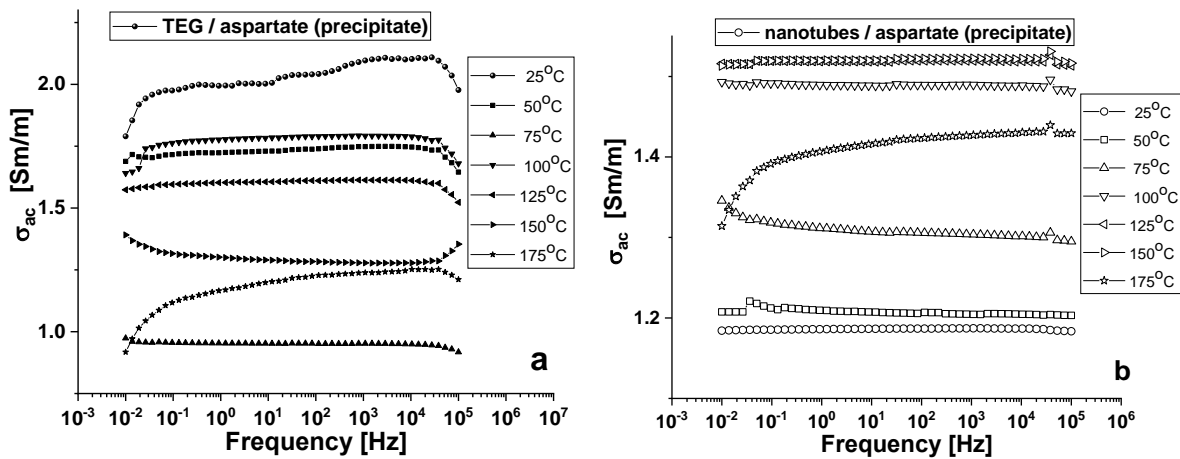 TEG / aspartate (precipitate)
25°C
50°C
75°C
100°C
125°C
150°C
175°C
2.0
1.5
1.0
σac [Sm/m]
10⁻³ 10⁻² 10⁻¹ 10⁰ 10¹ 10² 10³ 10⁴ 10⁵ 10⁶ 10⁷
Frequency [Hz]
a
nanotubes / aspartate (precipitate)
25°C
50°C
75°C
100°C
125°C
150°C
175°C
1.4
1.2
σac [Sm/m]
10⁻³ 10⁻² 10⁻¹ 10⁰ 10¹ 10² 10³ 10⁴ 10⁵ 10⁶
Frequency [Hz]
b